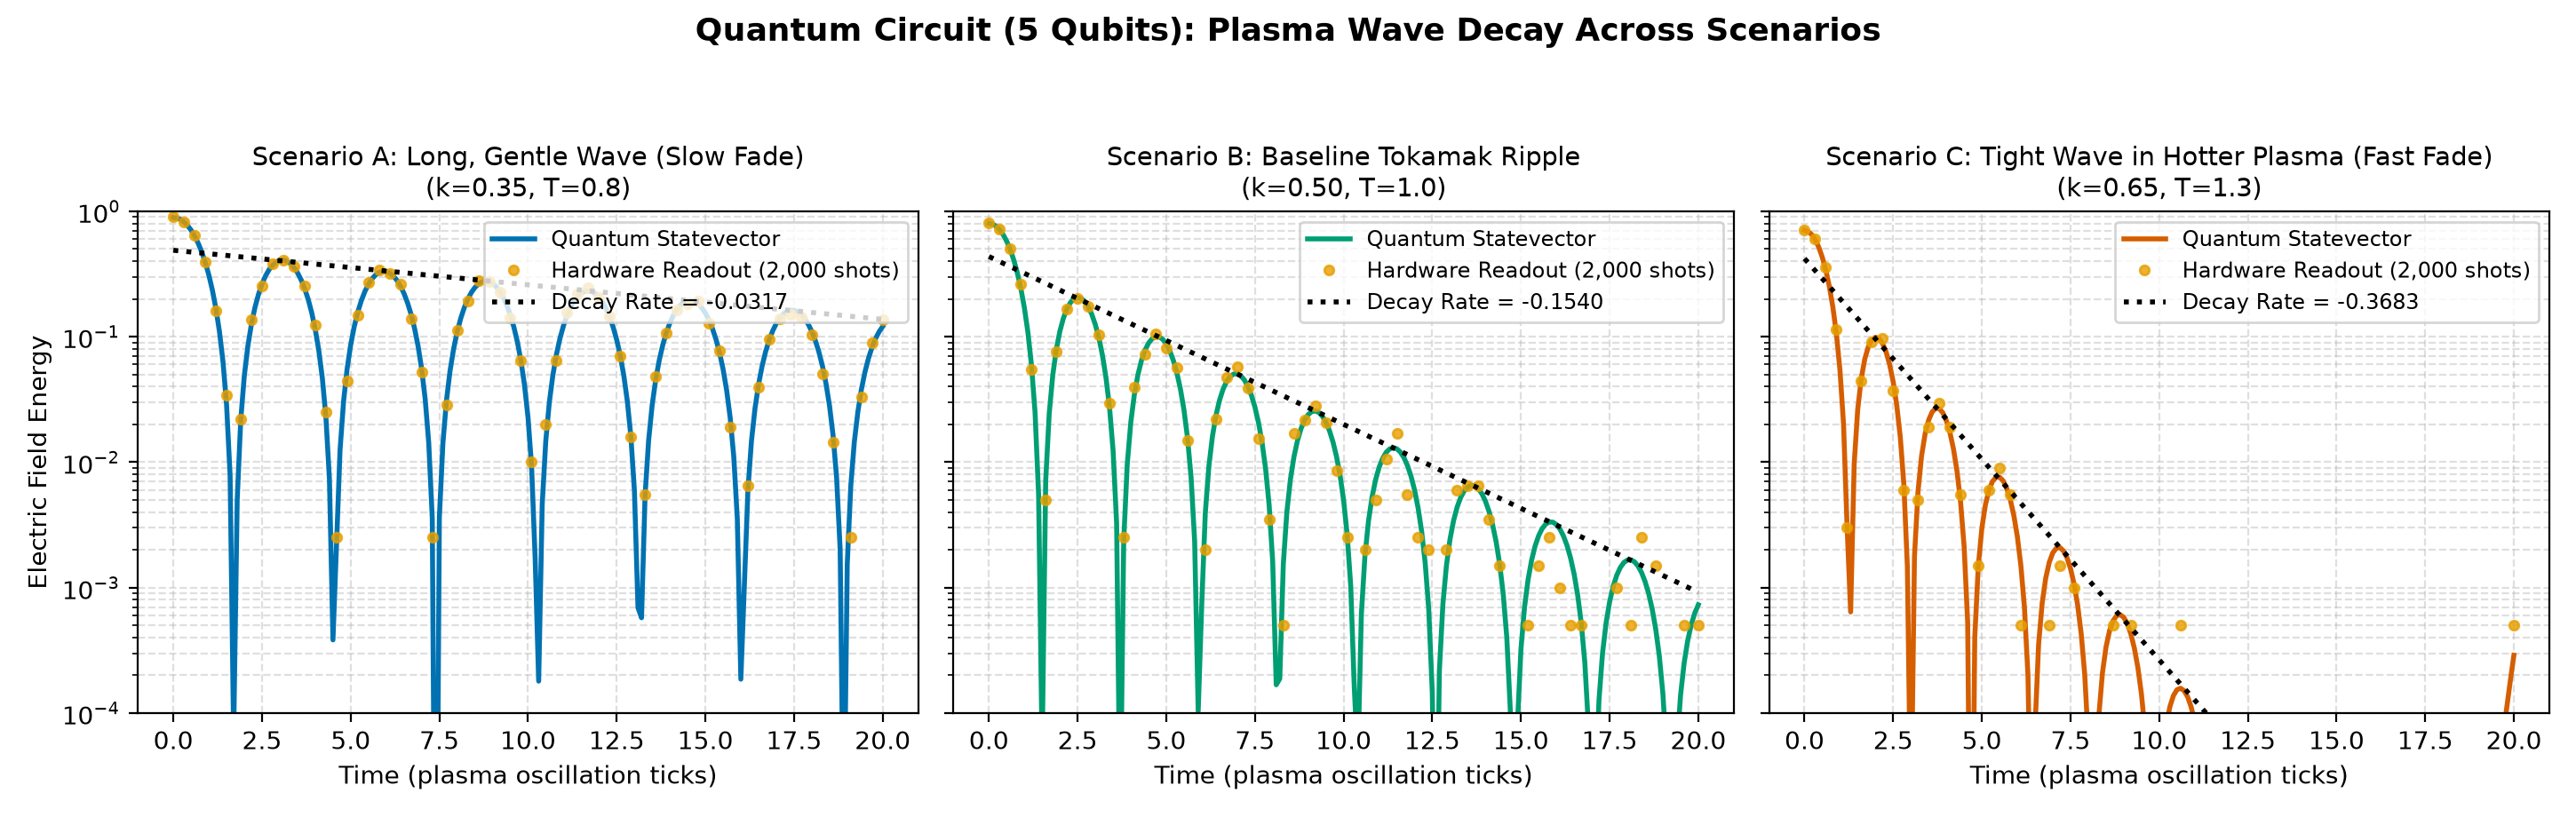 Quantum Circuit (5 Qubits): Plasma Wave Decay Across Scenarios
Scenario A: Long, Gentle Wave (Slow Fade)
(k=0.35, T=0.8)
Quantum Statevector
Hardware Readout (2,000 shots)
Decay Rate = -0.0317
Electric Field Energy
10⁰
10⁻¹
10⁻²
10⁻³
10⁻⁴
0.0 2.5 5.0 7.5 10.0 12.5 15.0 17.5 20.0
Time (plasma oscillation ticks)
Scenario B: Baseline Tokamak Ripple
(k=0.50, T=1.0)
Quantum Statevector
Hardware Readout (2,000 shots)
Decay Rate = -0.1540
0.0 2.5 5.0 7.5 10.0 12.5 15.0 17.5 20.0
Time (plasma oscillation ticks)
Scenario C: Tight Wave in Hotter Plasma (Fast Fade)
(k=0.65, T=1.3)
Quantum Statevector
Hardware Readout (2,000 shots)
Decay Rate = -0.3683
0.0 2.5 5.0 7.5 10.0 12.5 15.0 17.5 20.0
Time (plasma oscillation ticks)